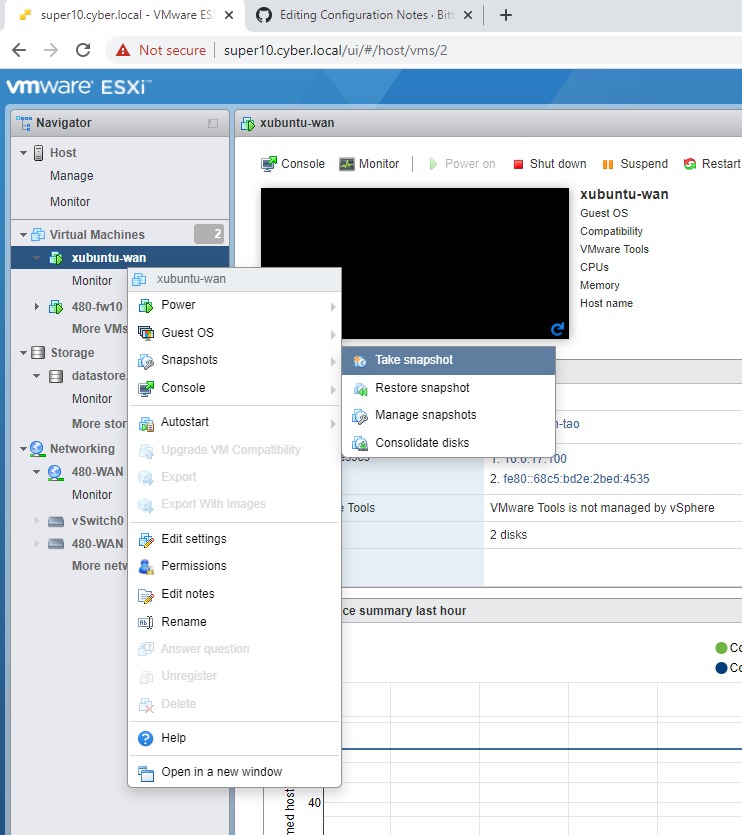 super10.cyber.local - VMware ESX
Editing Configuration Notes · Bitt
Not secure
super10.cyber.local/ui/#/host/vms/2
vmware ESXi™
Navigator
Host
Manage
Monitor
Virtual Machines 2
xubuntu-wan
Monitor
480-fw10
More VMs
Storage
datastore
Monitor
More stor
Networking
480-WAN
Monitor
vSwitch0
480-WAN
More netw
xubuntu-wan
Console Monitor Power on Shut down Suspend Restart
xubuntu-wan
Guest OS
Compatibility
VMware Tools
CPUs
Memory
Host name
xubuntu-wan
Power
Guest OS
Snapshots
Console
Autostart
Upgrade VM Compatibility
Export
Export With Images
Edit settings
Permissions
Edit notes
Rename
Answer question
Unregister
Delete
Help
Open in a new window
Take snapshot
Restore snapshot
Manage snapshots
Consolidate disks
-tao
1. 10.0.17.100
2. fe80::68c5:bd2e:2bed:4535
Tools VMware Tools is not managed by vSphere
2 disks
ce summary last hour
Co
Co
med host
40